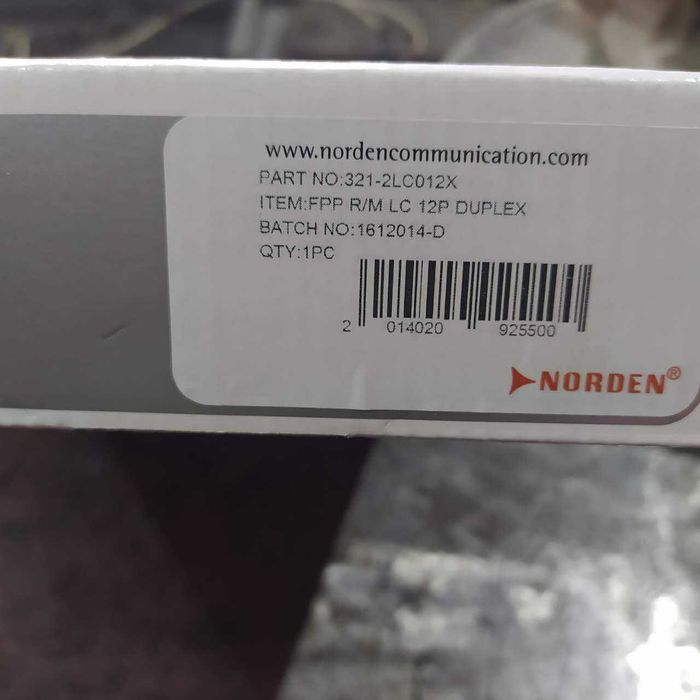 www.nordencommunication.com
PART NO:321-2LC012X
ITEM:FPP R/M LC 12P DUPLEX
BATCH NO:1612014-D
QTY:1PC
2 014020 925500
NORDEN®